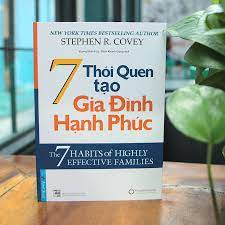 NEW YORK TIMES BESTSELLING AUTHOR
STEPHEN R. COVEY
7 Thói Quen
tạo
Gia Đình
Hạnh Phúc
The 7 HABITS OF HIGHLY
EFFECTIVE FAMILIES